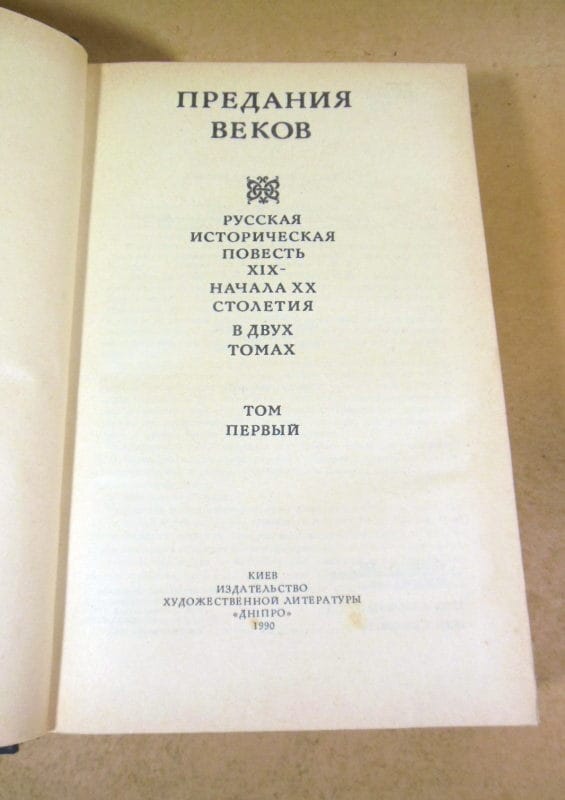 ПРЕДАНИЯ
ВЕКОВ
РУССКАЯ
ИСТОРИЧЕСКАЯ
ПОВЕСТЬ
XIX-
НАЧАЛА XX
СТОЛЕТИЯ
В ДВУХ
ТОМАХ
ТОМ
ПЕРВЫЙ
КИЕВ
ИЗДАТЕЛЬСТВО
ХУДОЖЕСТВЕННОЙ ЛИТЕРАТУРЫ
«ДНІПРО»
1990